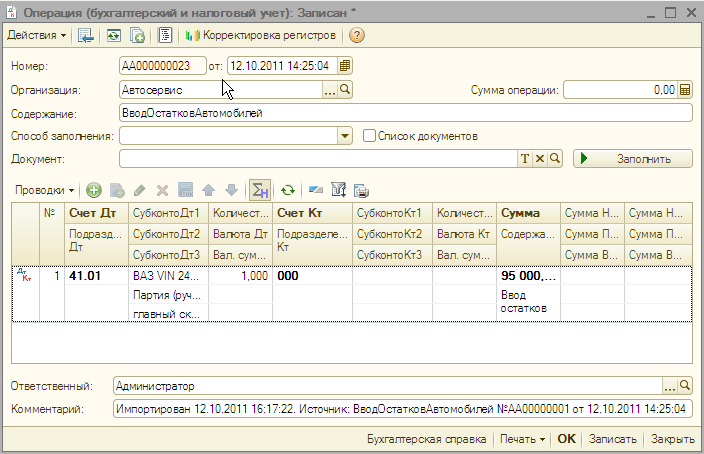 Операция (бухгалтерский и налоговый учет): Записан *
Действия Корректировка регистров ?
Номер: АА000000023 от: 12.10.2011 14:25:04
Организация: Автосервис ... Сумма операции: 0,00
Содержание: ВводОстатковАвтомобилей
Способ заполнения: Список документов
Документ: T Заполнить
Проводки
№ Счет Дт СубконтоДт1 Количест... Счет Кт СубконтоКт1 Количест... Сумма Сумма Н... Сумма Н...
Подразд... Дт СубконтоДт2 Валюта Дт Подразделе... Кт СубконтоКт2 Валюта Кт Содержа... Сумма П... Сумма П...
СубконтоДт3 Вал. сум... СубконтоКт3 Вал. сум... Сумма В... Сумма В...
Дт Кт 1 41.01 ВАЗ VIN 24... 1,000 000 95 000,...
Партия (руч... Ввод остатков
главный ск...
Ответственный: Администратор ...
Комментарий: Импортирован 12.10.2011 16:17:22. Источник: ВводОстатковАвтомобилей №АА00000001 от 12.10.2011 14:25:04
Бухгалтерская справка Печать OK Записать Закрыть